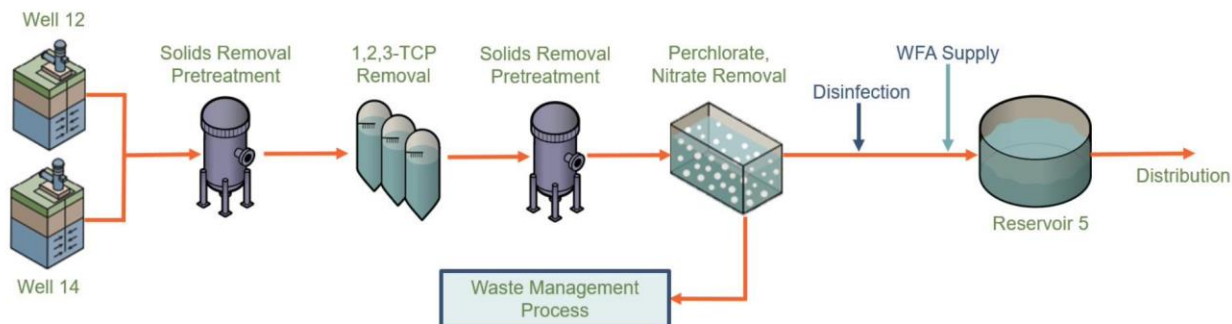 Well 12
Solids Removal
Pretreatment
1,2,3-TCP
Removal
Solids Removal
Pretreatment
Perchlorate,
Nitrate Removal
Disinfection
WFA Supply
Distribution
Reservoir 5
Well 14
Waste Management
Process